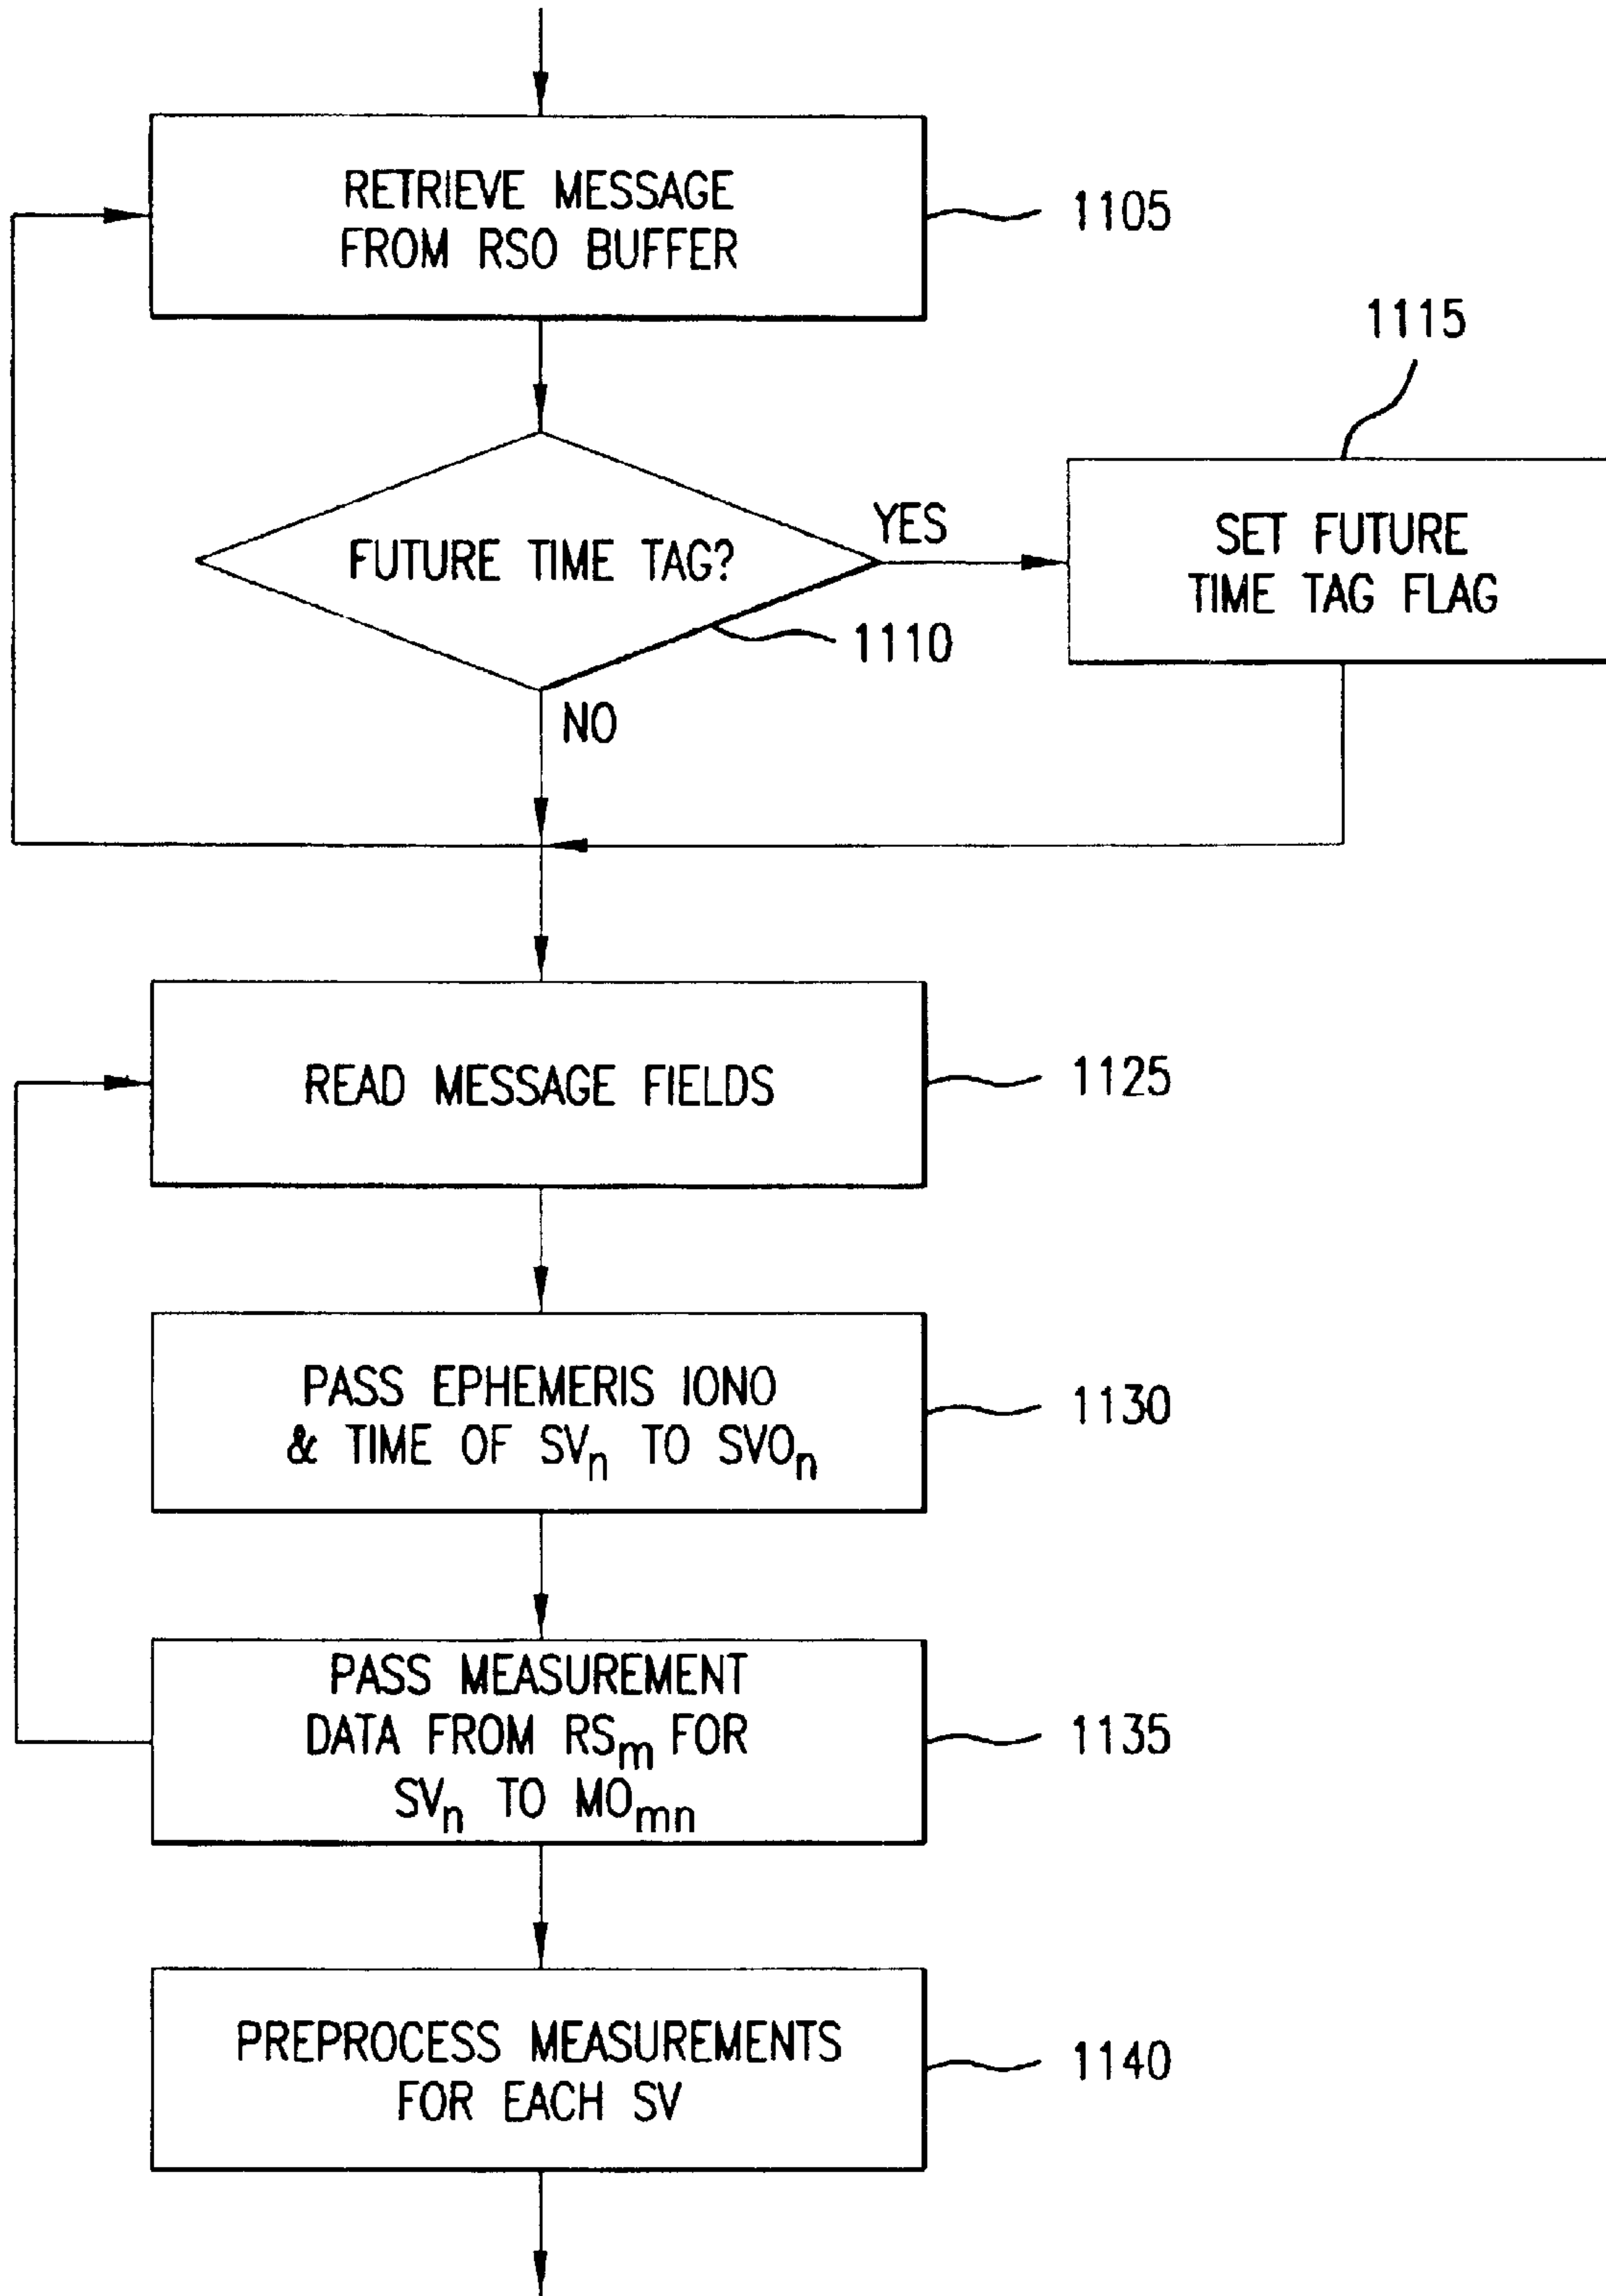 RETRIEVE MESSAGE
FROM RSO BUFFER
1105
1115
FUTURE TIME TAG?
YES
SET FUTURE
TIME TAG FLAG
1110
NO
READ MESSAGE FIELDS
1125
PASS EPHEMERIS IONO
& TIME OF SVn TO SVOn
1130
PASS MEASUREMENT
DATA FROM RSm FOR
SVn TO MOmn
1135
PREPROCESS MEASUREMENTS
FOR EACH SV
1140